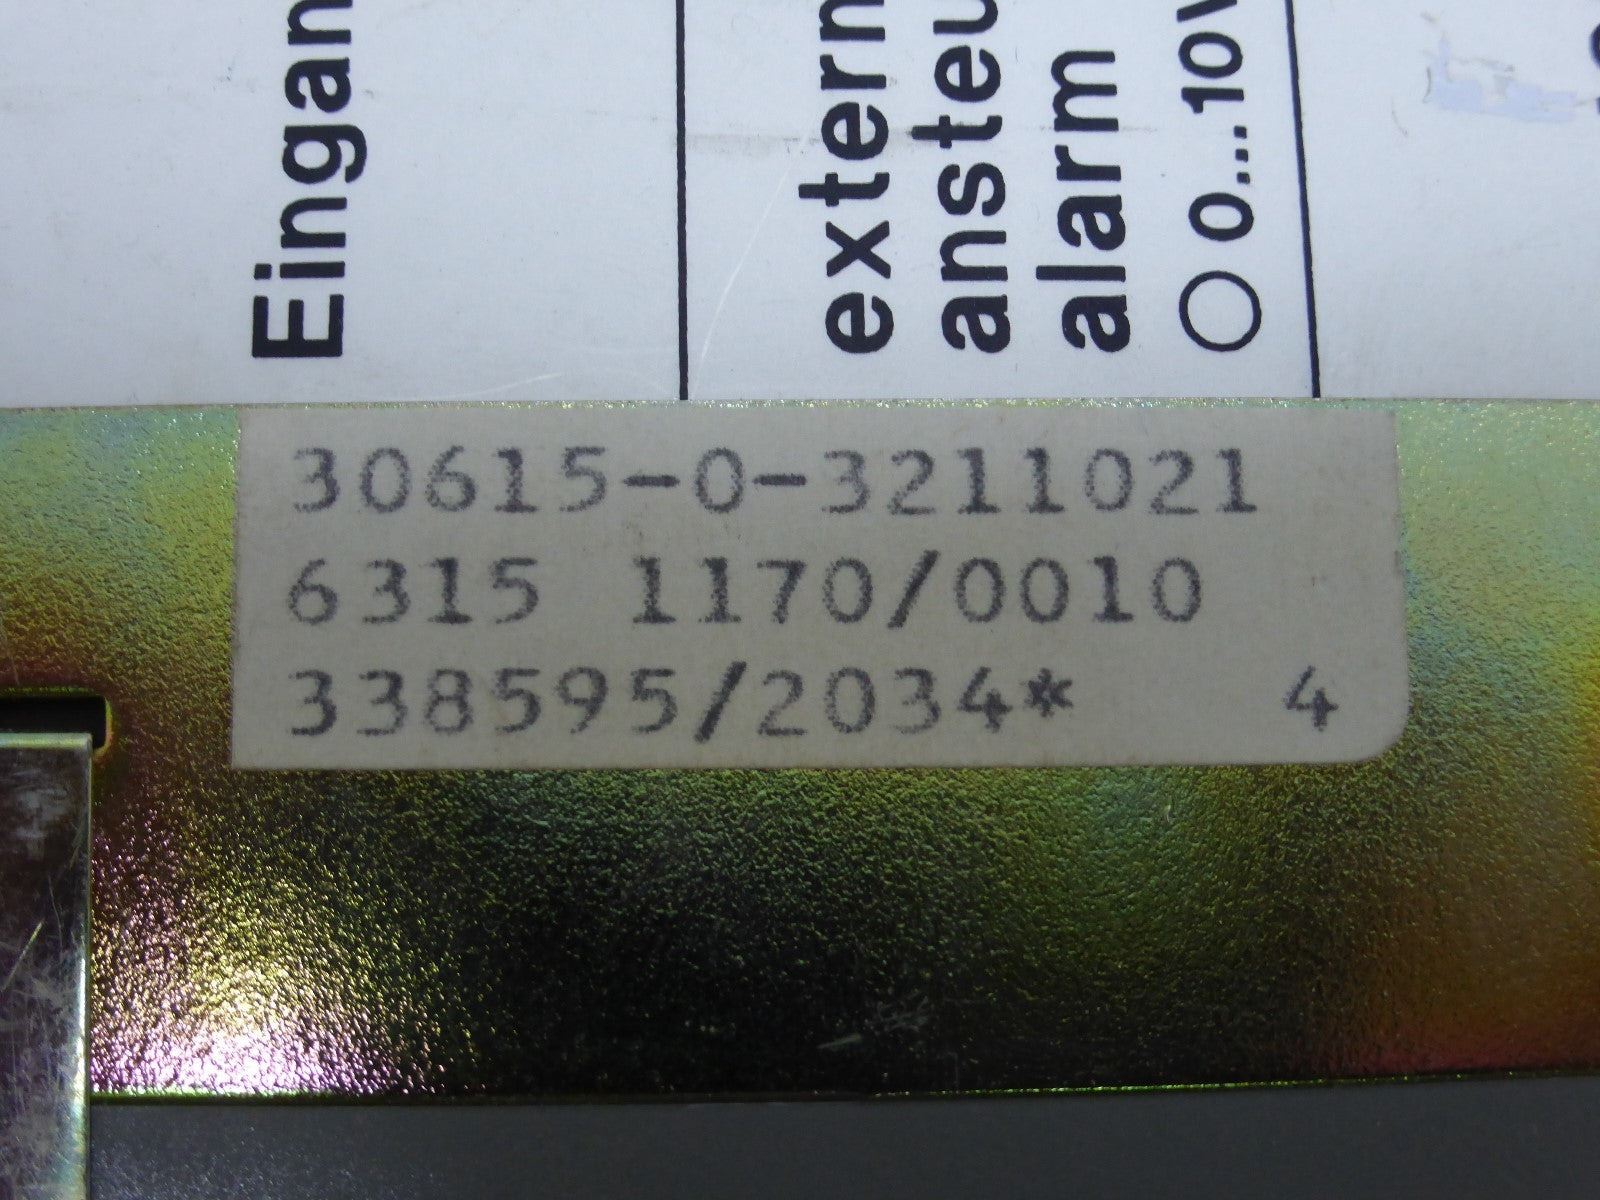 Eingan
extern
ansteu
alarm
○ 0...10V
30615-0-3211021
6315 1170/0010
338595/2034* 4